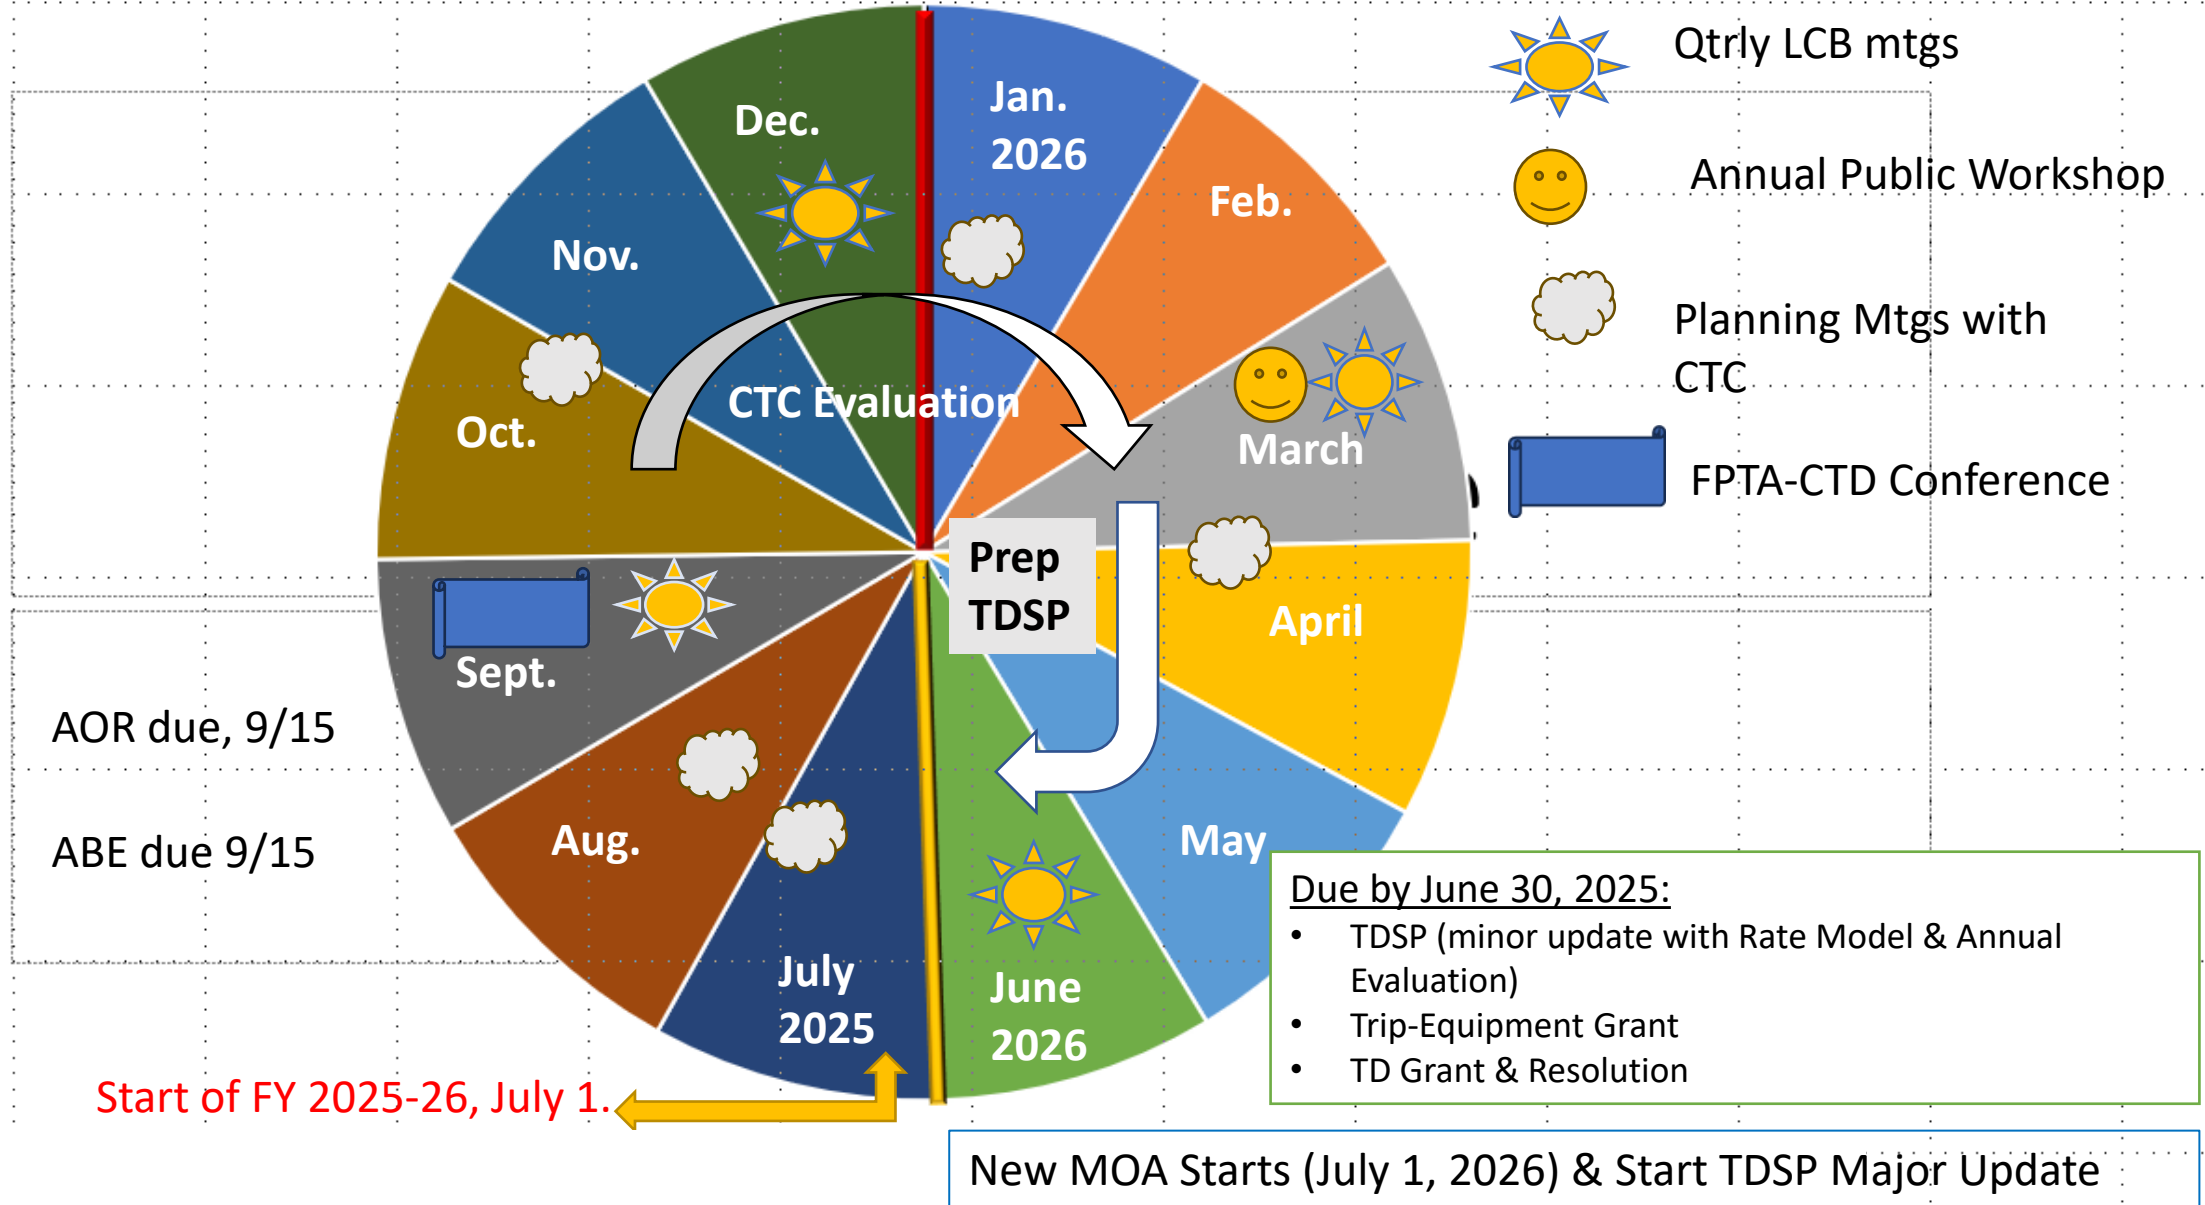 Qtrly LCB mtgs
Annual Public Workshop
Planning Mtgs with
CTC
FPTA-CTD Conference
Jan.
2026
Feb.
March
April
May
June
2026
July
2025
Aug.
Sept.
Oct.
Nov.
Dec.
CTC Evaluation
Prep
TDSP
AOR due, 9/15
ABE due 9/15
Start of FY 2025-26, July 1.
Due by June 30, 2025:
• TDSP (minor update with Rate Model & Annual
Evaluation)
• Trip-Equipment Grant
• TD Grant & Resolution
New MOA Starts (July 1, 2026) & Start TDSP Major Update